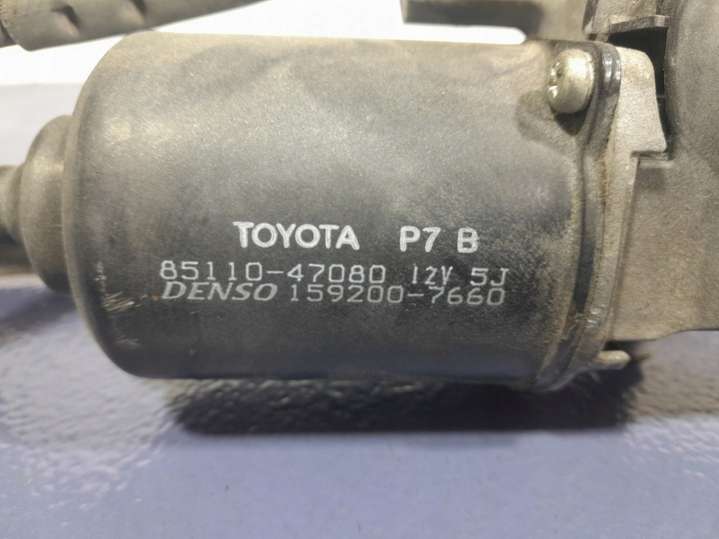 TOYOTA P7 B
85110-47080 12V 5J
DENSO 159200-7660